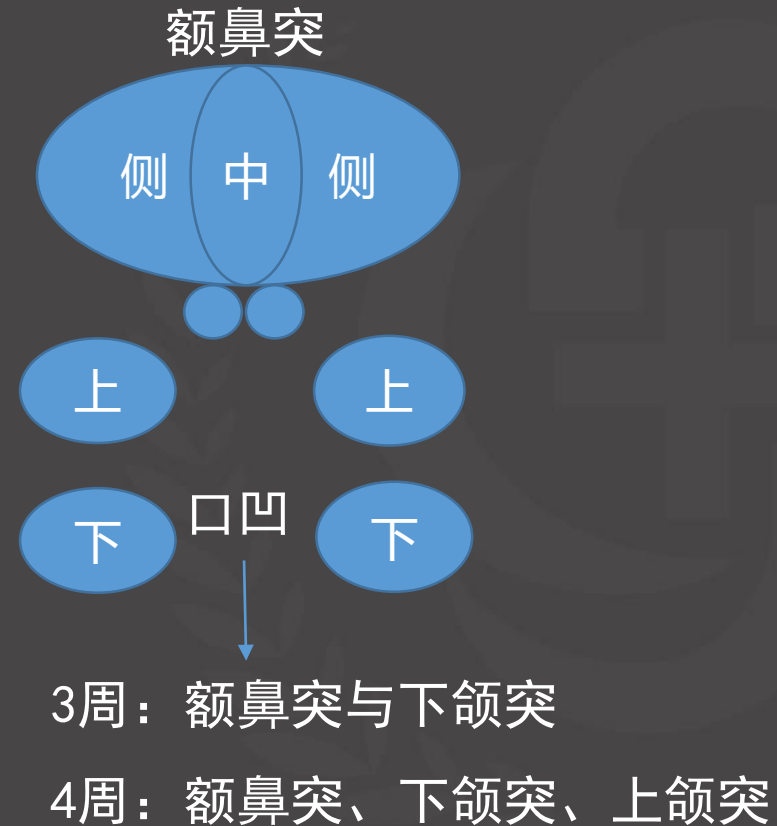 额鼻突
侧 中 侧
上 上
下 口凹 下
3周：额鼻突与下颌突
4周：额鼻突、下颌突、上颌突